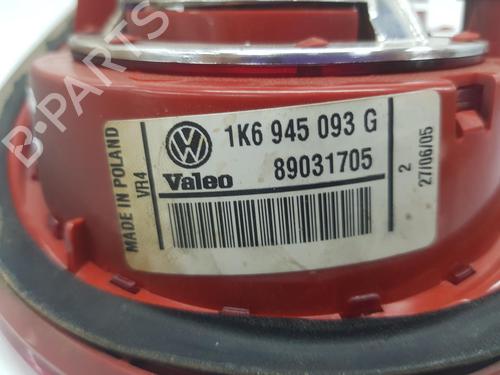 B-PARTS
MADE IN POLAND
VR4
1K6 945 093 G
Valeo
89031705
2
27/06/05